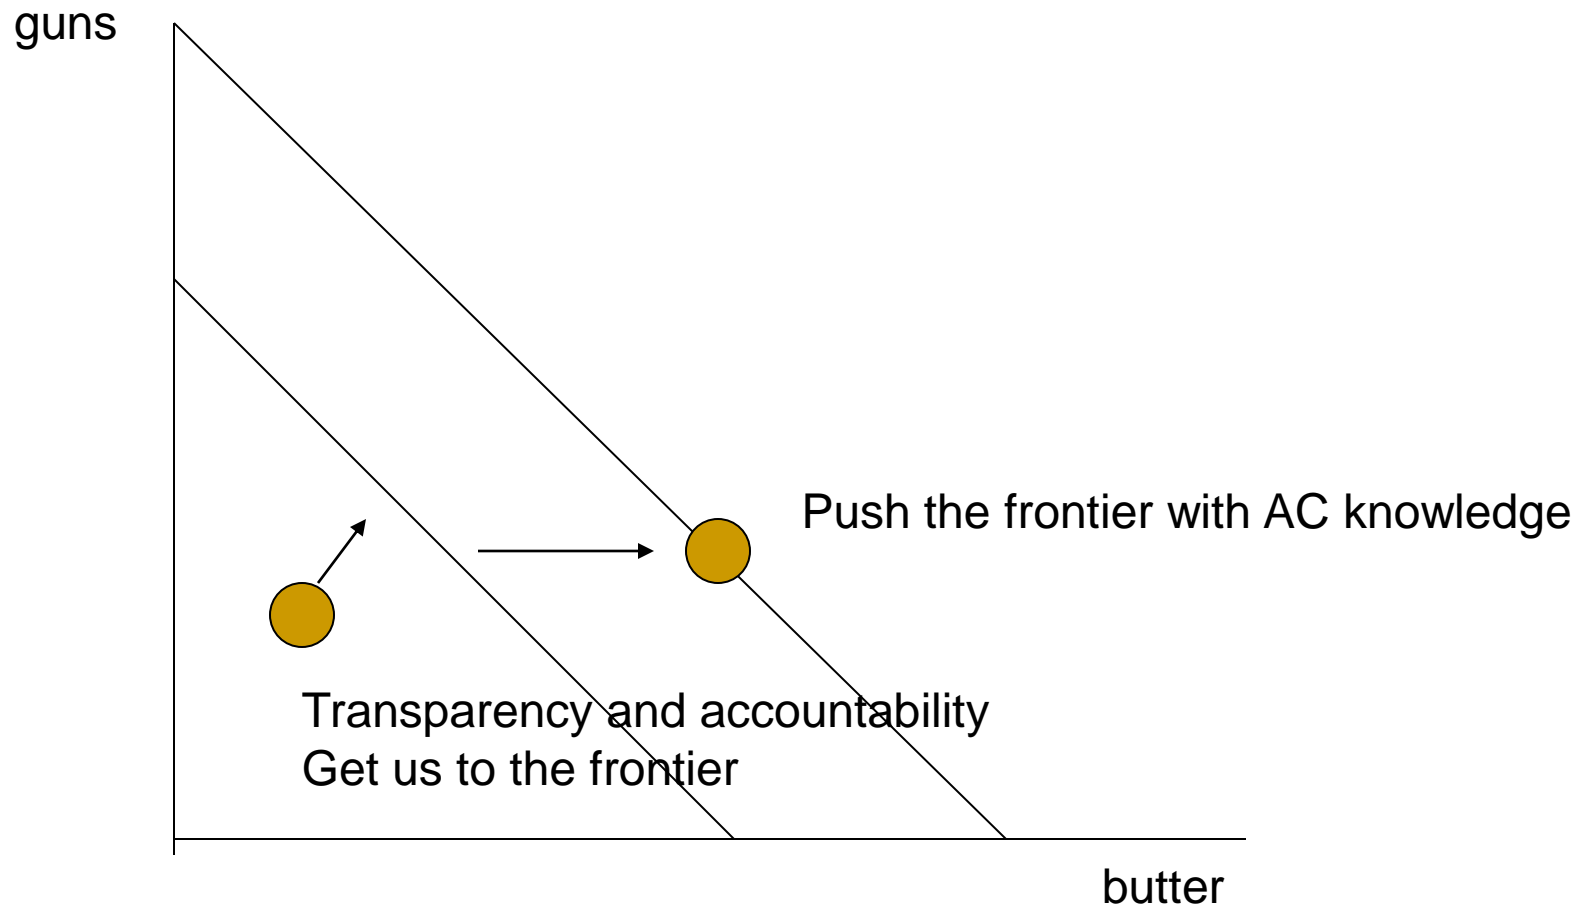 guns
Push the frontier with AC knowledge
Transparency and accountability
Get us to the frontier
butter